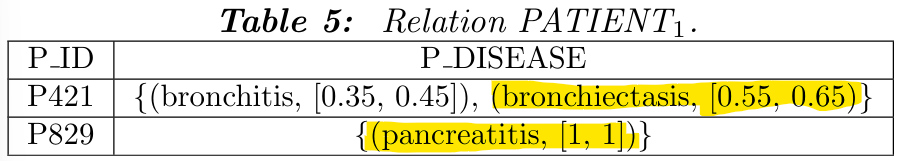 Table 5: Relation PATIENT₁.
P_ID P_DISEASE
P421 {(bronchitis, [0.35, 0.45]), (bronchiectasis, [0.55, 0.65)}
P829 {(pancreatitis, [1, 1])}